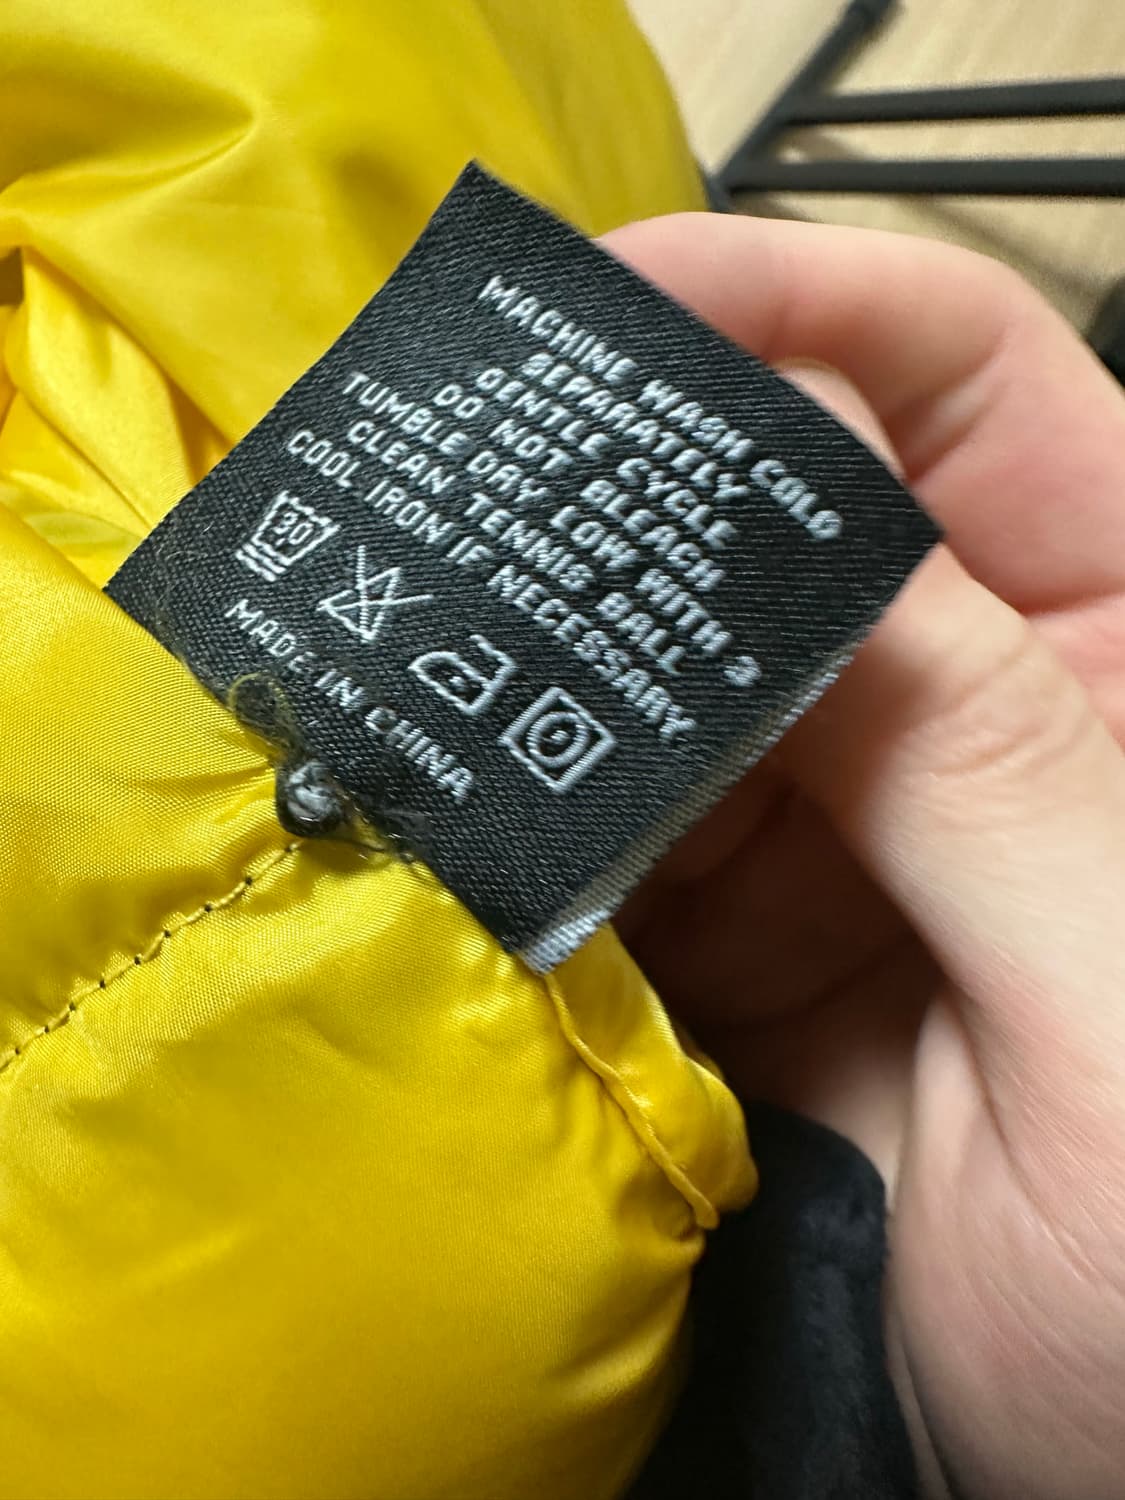 MACHINE WASH COLD
SEPARATELY
GENTLE CYCLE
DO NOT BLEACH
TUMBLE DRY LOW WITH 3
CLEAN TENNIS BALL
COOL IRON IF NECESSARY
30
MADE IN CHINA